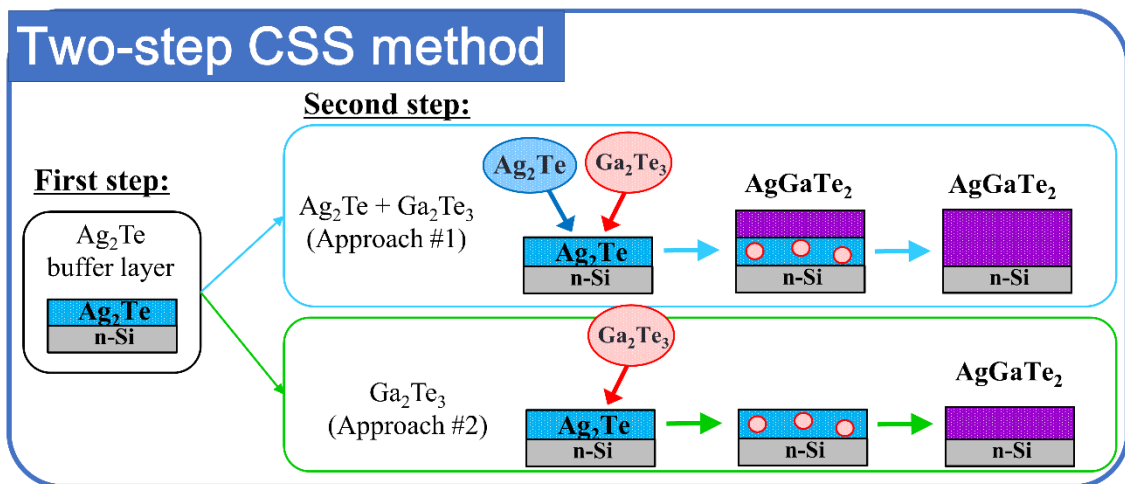 Two-step CSS method
Second step:
First step:
Ag₂Te
buffer layer
Ag₂Te
n-Si
Ag₂Te + Ga₂Te₃
(Approach #1)
Ag₂Te
Ga₂Te₃
Ag₂Te
n-Si
AgGaTe₂
n-Si
AgGaTe₂
n-Si
Ga₂Te₃
(Approach #2)
Ga₂Te₃
Ag₂Te
n-Si
n-Si
AgGaTe₂
n-Si